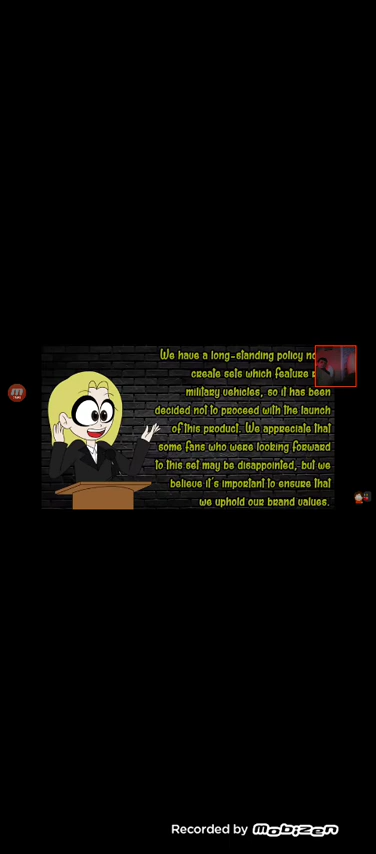 We have a long-standing policy
create sets which feature
military vehicles, so it has been
decided not to proceed with the launch
of this product. We appreciate that
some fans who were looking forward
to this set may be disappointed, but we
believe it's important to ensure that
we uphold our brand values.
Recorded by mobizen